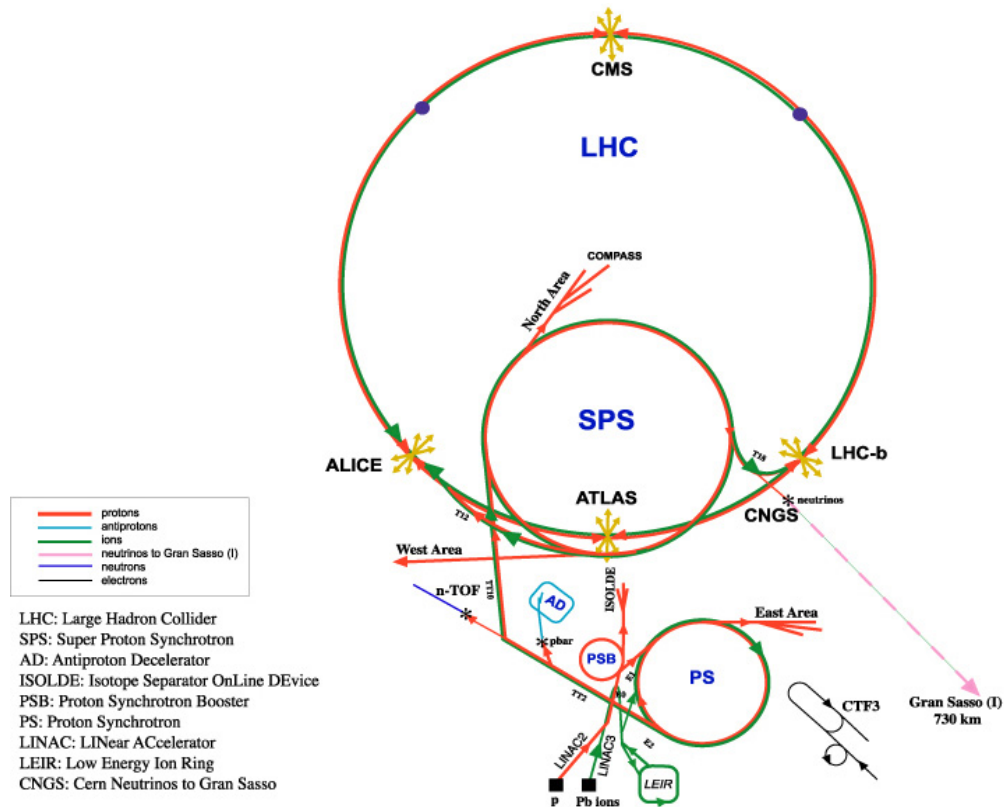 CMS
LHC
COMPASS
North Area
SPS
ALICE
T18
LHC-b
ATLAS
neutrinos
CNGS
T12
West Area
protons
antiprotons
ions
neutrinos to Gran Sasso (I)
neutrons
electrons
TT10
n-TOF
AD
ISOLDE
East Area
pbar
PSB
E1
PS
LHC: Large Hadron Collider
SPS: Super Proton Synchrotron
AD: Antiproton Decelerator
ISOLDE: Isotope Separator OnLine DEvice
PSB: Proton Synchrotron Booster
PS: Proton Synchrotron
LINAC: LINear ACcelerator
LEIR: Low Energy Ion Ring
CNGS: Cern Neutrinos to Gran Sasso
TT2
E0
E2
LINAC2
LINAC3
LEIR
p
Pb ions
CTF3
Gran Sasso (I)
730 km